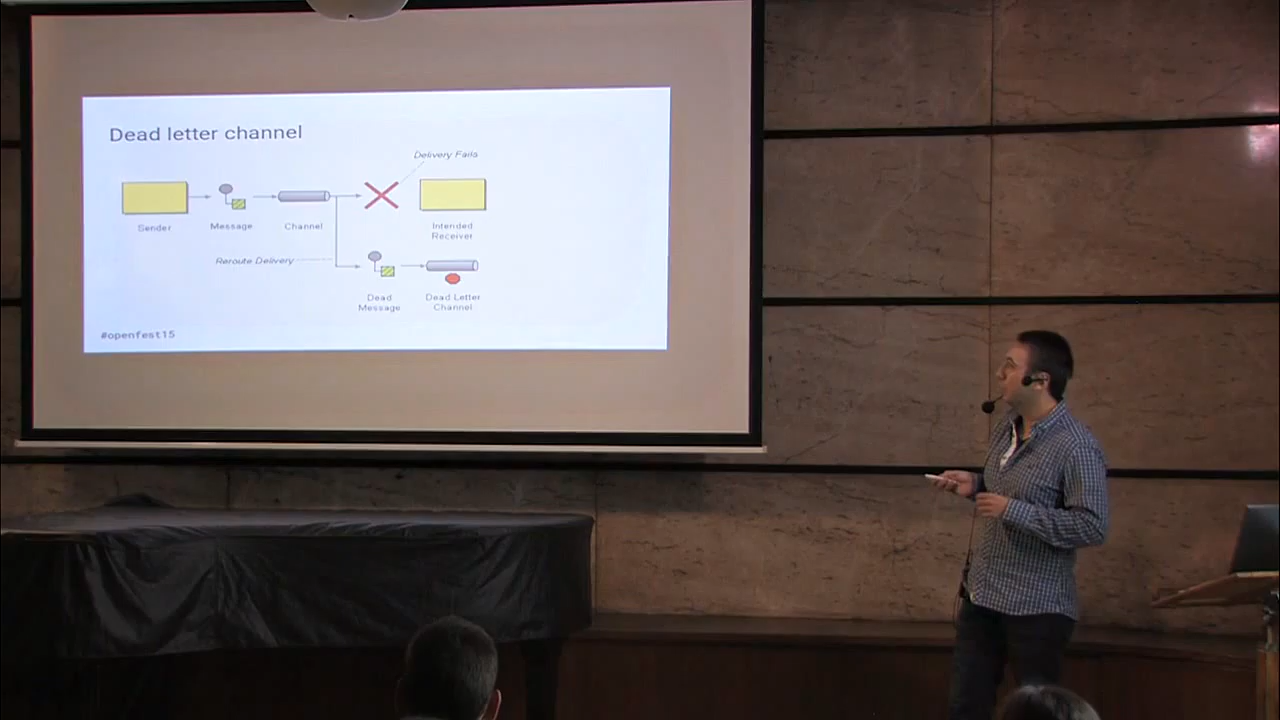 Dead letter channel
Delivery Fails
Sender
Message
Channel
Intended
Receiver
Reroute Delivery
Dead
Message
Dead Letter
Channel
#openfest15